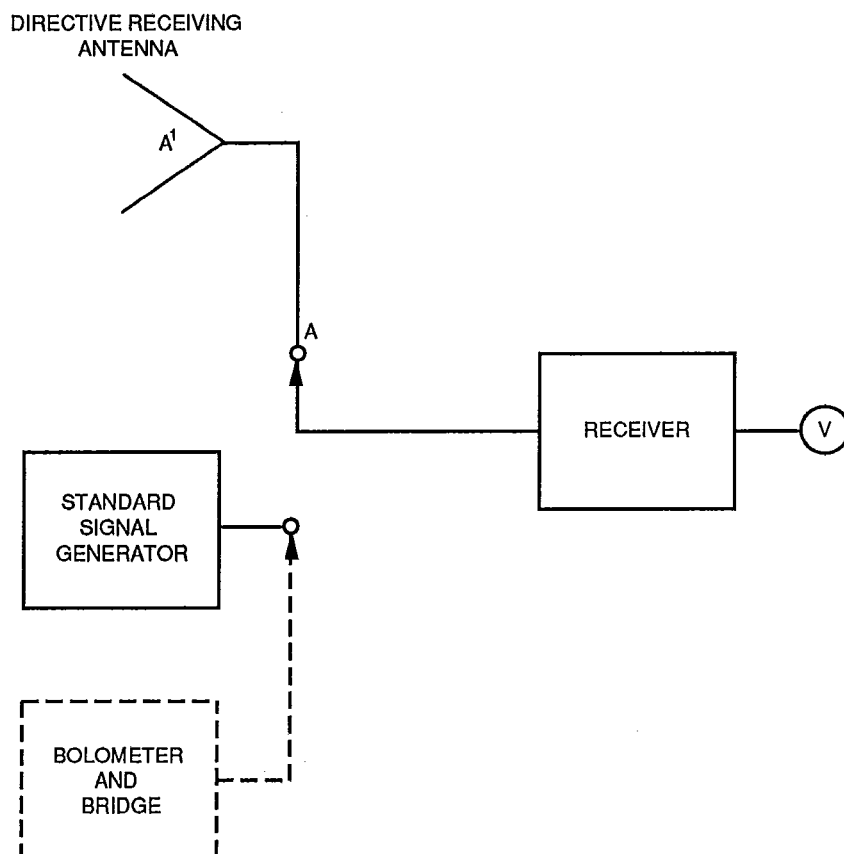 DIRECTIVE RECEIVING
ANTENNA
A¹
A
RECEIVER
V
STANDARD
SIGNAL
GENERATOR
BOLOMETER
AND
BRIDGE